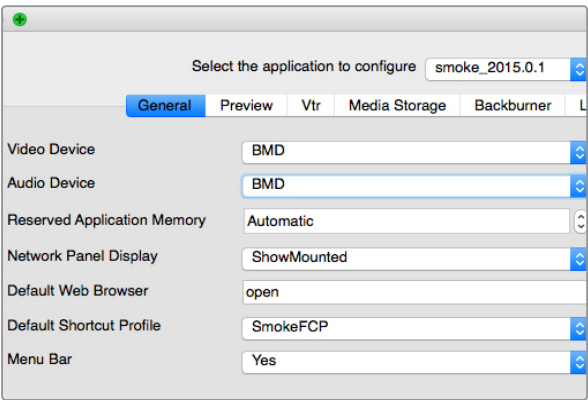 Select the application to configure smoke_2015.0.1
General Preview Vtr Media Storage Backburner L
Video Device BMD
Audio Device BMD
Reserved Application Memory Automatic
Network Panel Display ShowMounted
Default Web Browser open
Default Shortcut Profile SmokeFCP
Menu Bar Yes